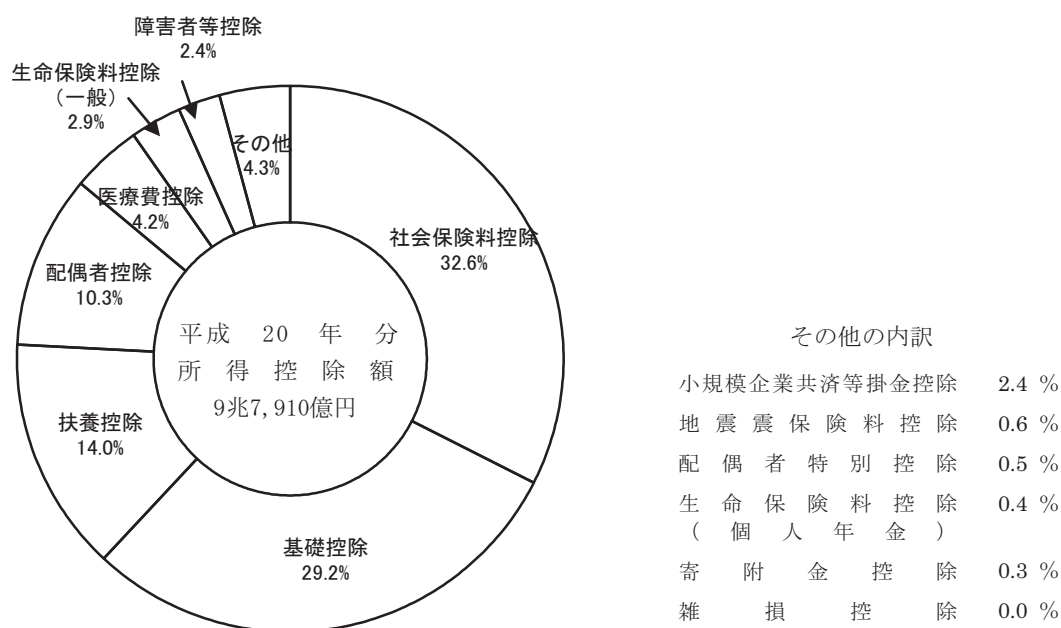 障害者等控除
2.4%
生命保険料控除
（一般）
2.9%
その他
4.3%
医療費控除
4.2%
社会保険料控除
32.6%
配偶者控除
10.3%
平成 20 年 分
所 得 控 除 額
9兆7,910億円
扶養控除
14.0%
基礎控除
29.2%
その他の内訳
小規模企業共済等掛金控除 2.4 %
地 震 震 保 険 料 控 除 0.6 %
配 偶 者 特 別 控 除 0.5 %
生 命 保 険 料 控 除 0.4 %
( 個 人 年 金 )
寄 附 金 控 除 0.3 %
雑 損 控 除 0.0 %